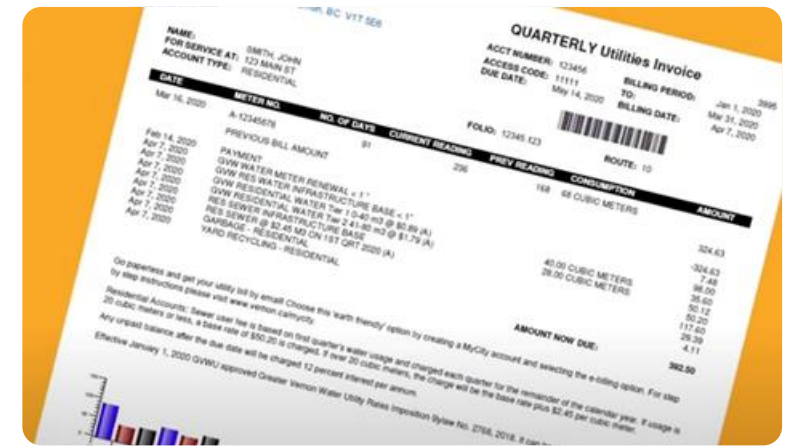 BC V1T 5E6
QUARTERLY Utilities Invoice
NAME: SMITH, JOHN
FOR SERVICE AT: 123 MAIN ST
ACCOUNT TYPE: RESIDENTIAL
ACCT NUMBER: 123456
ACCESS CODE: 11111
DUE DATE: May 14, 2020
3995
BILLING PERIOD: Jan 1, 2020
TO: Mar 31, 2020
BILLING DATE: Apr 7, 2020
FOLIO: 12345.123
ROUTE: 10
DATE METER NO. NO. OF DAYS CURRENT READING PREV READING CONSUMPTION AMOUNT
Mar 16, 2020 A-12345678 91 236 168 68 CUBIC METERS
PREVIOUS BILL AMOUNT 324.63
Feb 14, 2020 PAYMENT -324.63
Apr 7, 2020 GVW WATER METER RENEWAL < 1" 7.48
Apr 7, 2020 GVW RES WATER INFRASTRUCTURE BASE < 1" 98.00
Apr 7, 2020 GVW RESIDENTIAL WATER Tier 1 0-40 m3 @ $0.89 (A) 40.00 CUBIC METERS 35.60
Apr 7, 2020 GVW RESIDENTIAL WATER Tier 2 41-80 m3 @ $1.79 (A) 28.00 CUBIC METERS 50.12
Apr 7, 2020 RES SEWER INFRASTRUCTURE BASE 50.20
Apr 7, 2020 RES SEWER @ $2.45 M3 ON 1ST QRT 2020 (A) 117.60
Apr 7, 2020 GARBAGE - RESIDENTIAL 29.39
Apr 7, 2020 YARD RECYCLING - RESIDENTIAL 4.11
AMOUNT NOW DUE: 392.50
Go paperless and get your utility bill by email! Choose this 'earth friendly' option by creating a MyCity account and selecting the e-billing option. For step
by step instructions please visit www.vernon.ca/mycity.
Residential Accounts: Sewer user fee is based on first quarter's water usage and charged each quarter for the remainder of the calendar year. If usage is
20 cubic meters or less, a base rate of $50.20 is charged. If over 20 cubic meters, the charge will be the base rate plus $2.45 per cubic meter.
Any unpaid balance after the due date will be charged 12 percent interest per annum.
Effective January 1, 2020 GVWU approved Greater Vernon Water Utility Rates Imposition Bylaw No. 2768, 2018. It can